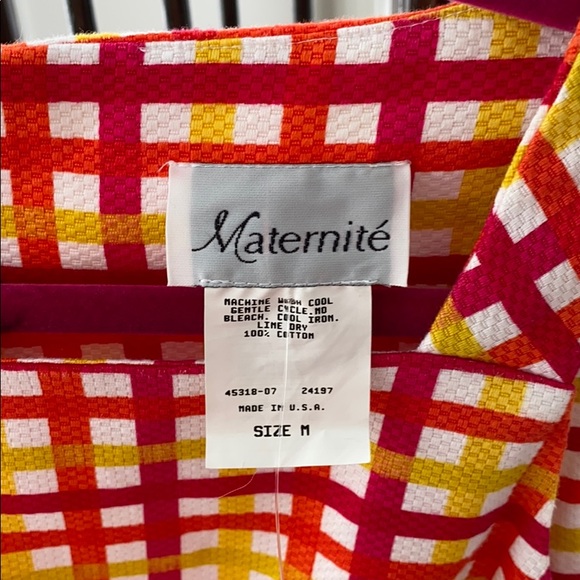 Maternité
MACHINE WASH COOL
GENTLE CYCLE.NO
BLEACH. COOL IRON.
LINE DRY
100% COTTON
45318-07 24197
MADE IN U.S.A.
SIZE M